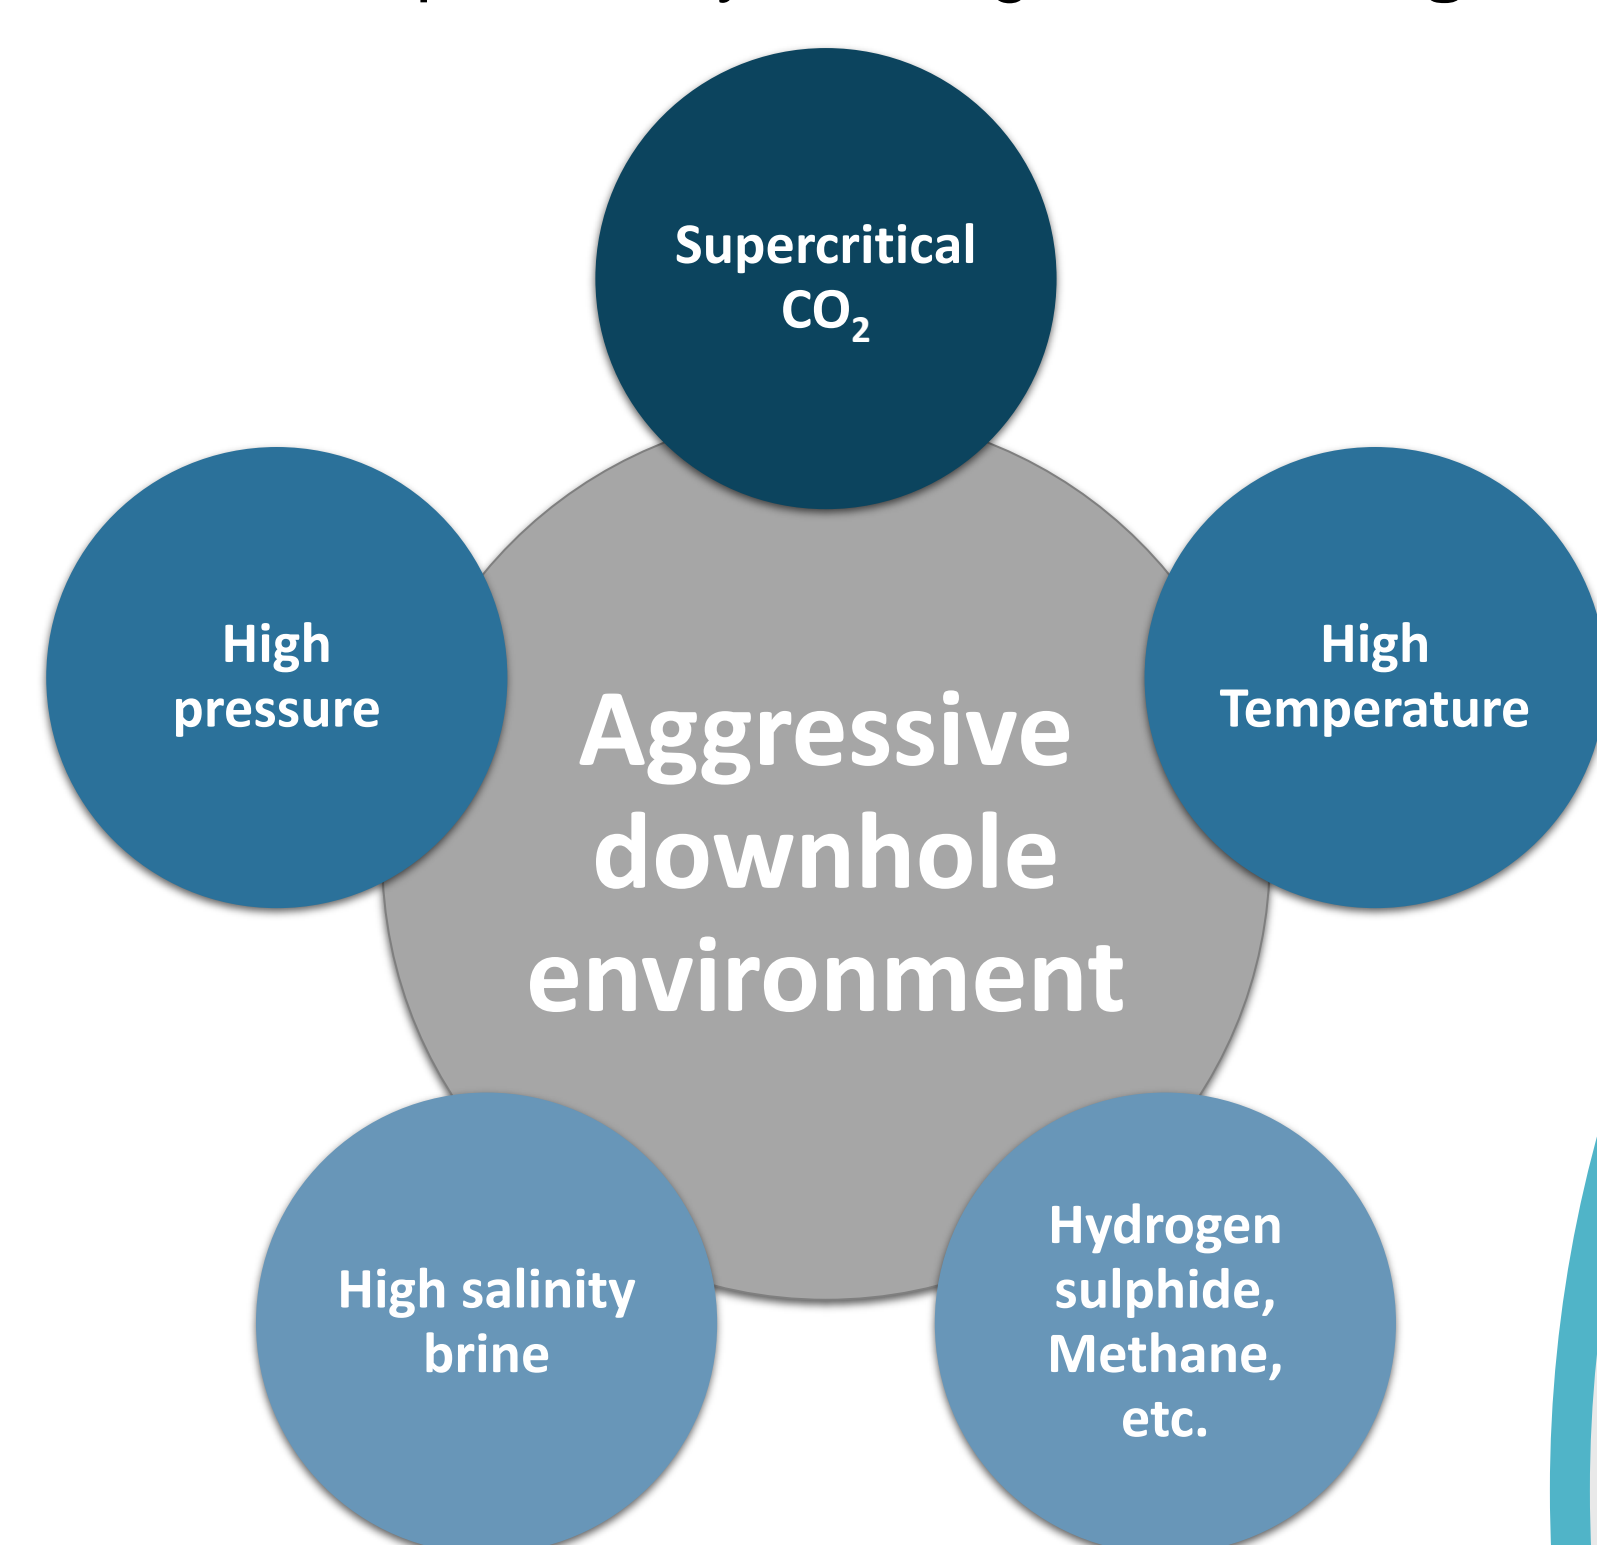 Supercritical
CO₂
High
pressure
High
Temperature
Aggressive
downhole
environment
High salinity
brine
Hydrogen
sulphide,
Methane,
etc.